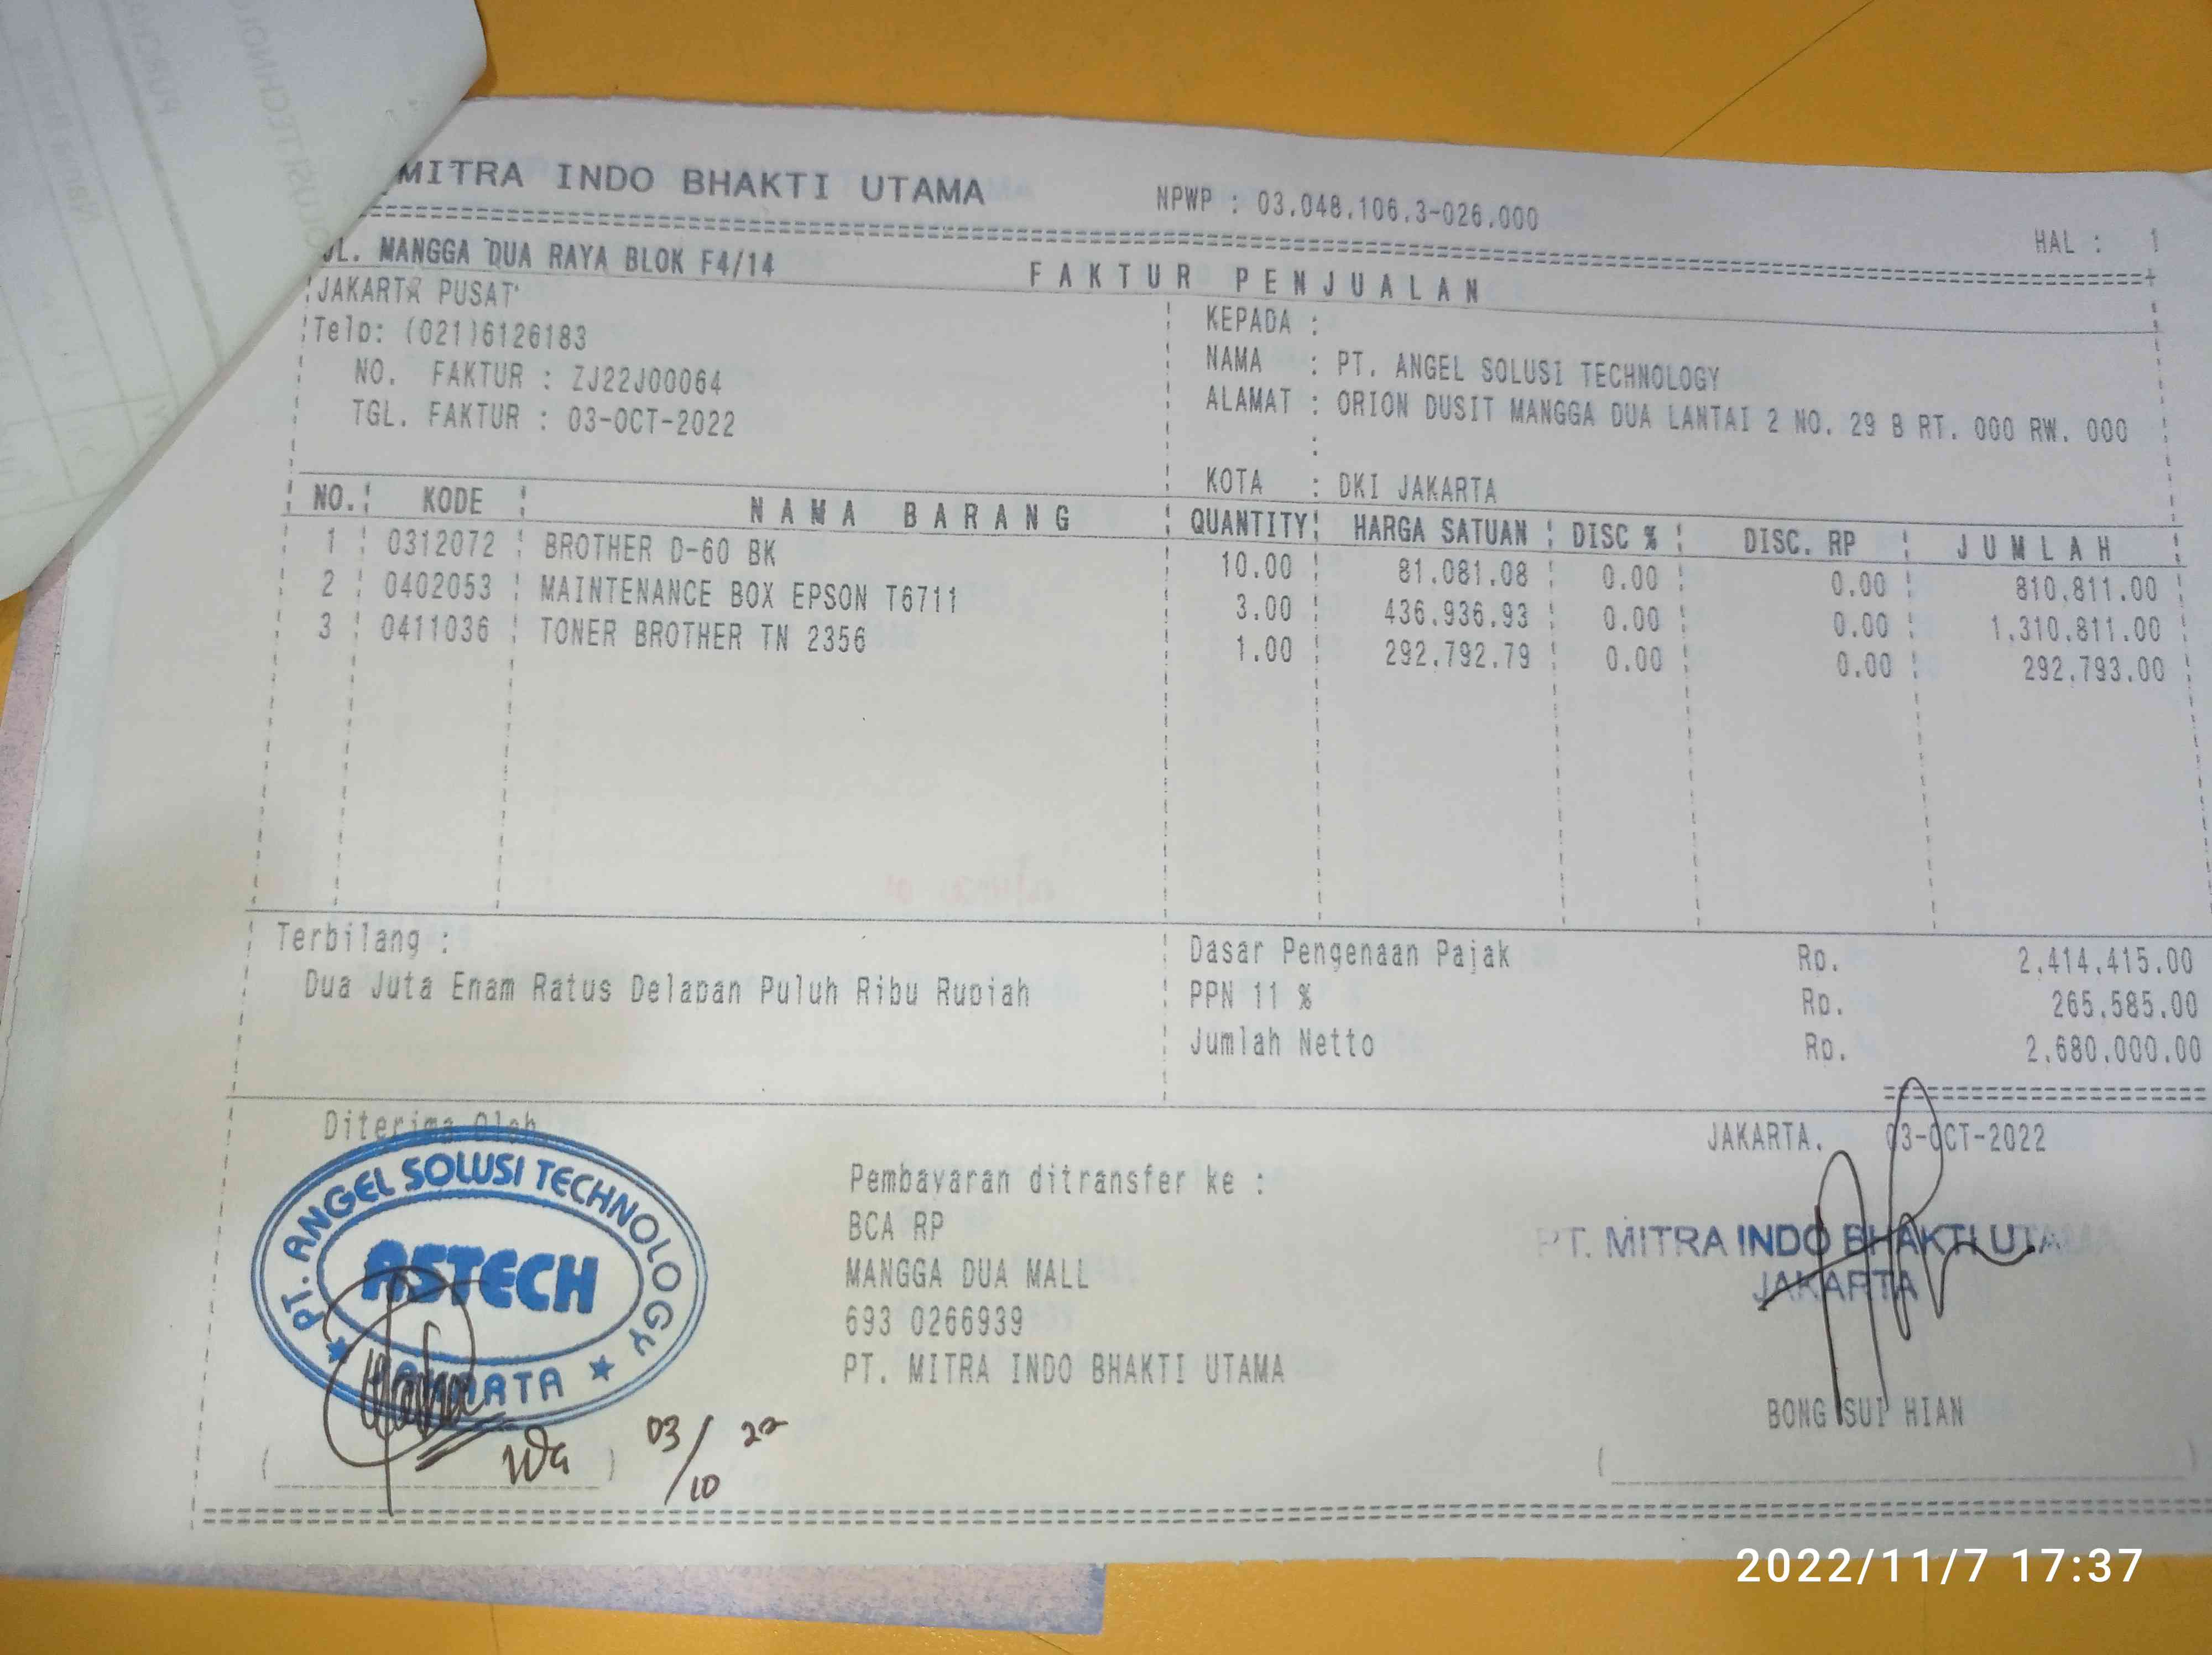 MITRA INDO BHAKTI UTAMA NPWP : 03.048.106.3-026.000 HAL : 1
JL. MANGGA DUA RAYA BLOK F4/14
JAKARTA PUSAT
Telp: (021)6126183
NO. FAKTUR : ZJ22J00064
TGL. FAKTUR : 03-OCT-2022
FAKTUR PENJUALAN
KEPADA :
NAMA : PT. ANGEL SOLUSI TECHNOLOGY
ALAMAT : ORION DUSIT MANGGA DUA LANTAI 2 NO. 29 B RT. 000 RW. 000
:
KOTA : DKI JAKARTA
NO. KODE NAMA BARANG QUANTITY HARGA SATUAN DISC % DISC. RP JUMLAH
1 0312072 BROTHER D-60 BK 10.00 81.081.08 0.00 0.00 810,811.00
2 0402053 MAINTENANCE BOX EPSON T6711 3.00 436.936.93 0.00 0.00 1,310,811.00
3 0411036 TONER BROTHER TN 2356 1.00 292.792.79 0.00 0.00 292,793.00
Terbilang :
Dua Juta Enam Ratus Delapan Puluh Ribu Rupiah
Dasar Pengenaan Pajak Rp. 2,414,415.00
PPN 11 % Rp. 265,585.00
Jumlah Netto Rp. 2,680,000.00
Diterima Oleh
PT. ANGEL SOLUSI TECHNOLOGY
ASTECH
03/10 22
Pembayaran ditransfer ke :
BCA RP
MANGGA DUA MALL
693 0266939
PT. MITRA INDO BHAKTI UTAMA
JAKARTA. 03-OCT-2022
PT. MITRA INDO BHAKTI UTAMA
JAKARTA
BONG SUI HIAN
2022/11/7 17:37